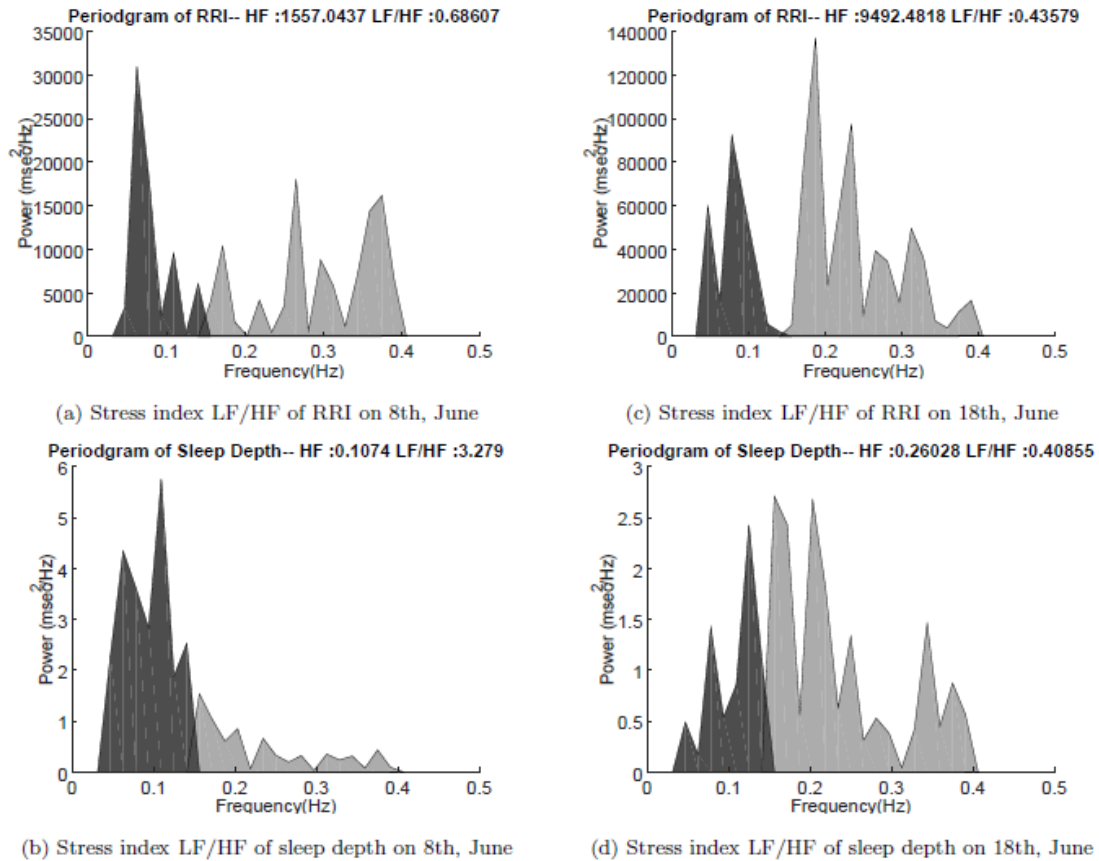 Periodgram of RRI-- HF :1557.0437 LF/HF :0.68607
35000
30000
25000
20000
15000
10000
5000
0
Power (msec²/Hz)
0 0.1 0.2 0.3 0.4 0.5
Frequency(Hz)
(a) Stress index LF/HF of RRI on 8th, June
Periodgram of Sleep Depth-- HF :0.1074 LF/HF :3.279
6
5
4
3
2
1
0
Power (msec²/Hz)
0 0.1 0.2 0.3 0.4 0.5
Frequency(Hz)
(b) Stress index LF/HF of sleep depth on 8th, June
Periodgram of RRI-- HF :9492.4818 LF/HF :0.43579
140000
120000
100000
80000
60000
40000
20000
0
Power (msec²/Hz)
0 0.1 0.2 0.3 0.4 0.5
Frequency(Hz)
(c) Stress index LF/HF of RRI on 18th, June
Periodgram of Sleep Depth-- HF :0.26028 LF/HF :0.40855
3
2.5
2
1.5
1
0.5
0
Power (msec²/Hz)
0 0.1 0.2 0.3 0.4 0.5
Frequency(Hz)
(d) Stress index LF/HF of sleep depth on 18th, June